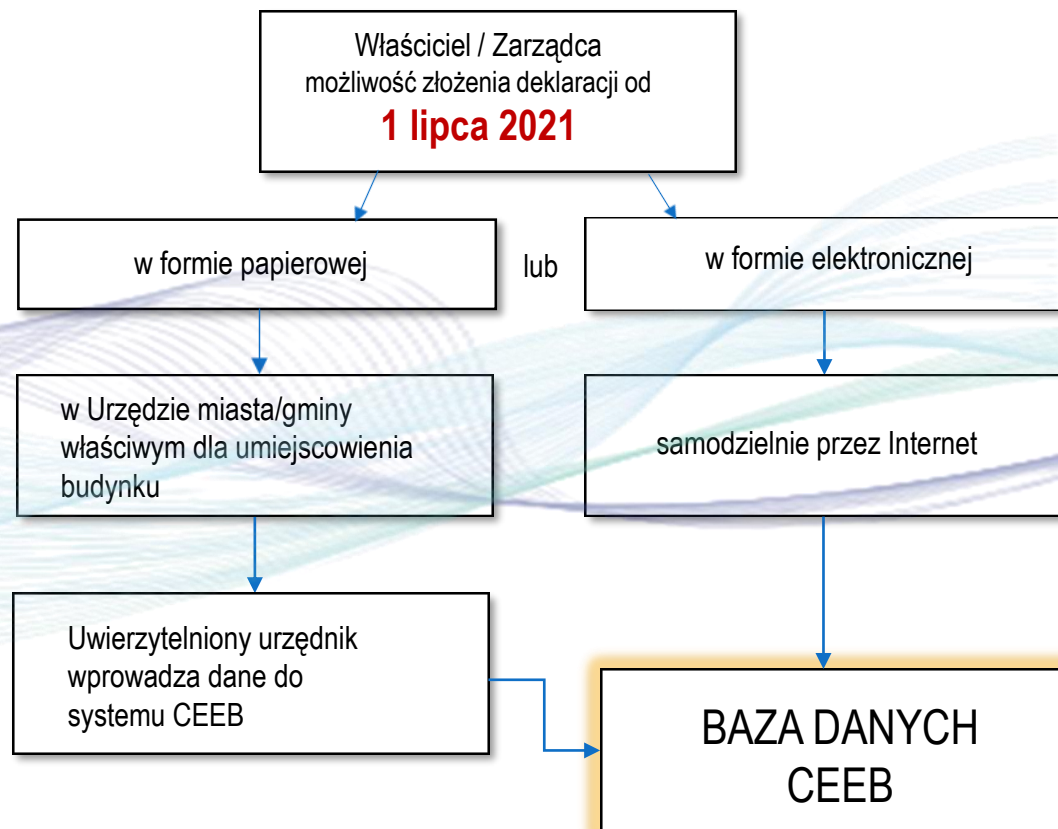 Właściciel / Zarządca
możliwość złożenia deklaracji od
1 lipca 2021
w formie papierowej
lub
w formie elektronicznej
w Urzędzie miasta/gminy
właściwym dla umiejscowienia
budynku
samodzielnie przez Internet
Uwierzytelniony urzędnik
wprowadza dane do
systemu CEEB
BAZA DANYCH
CEEB